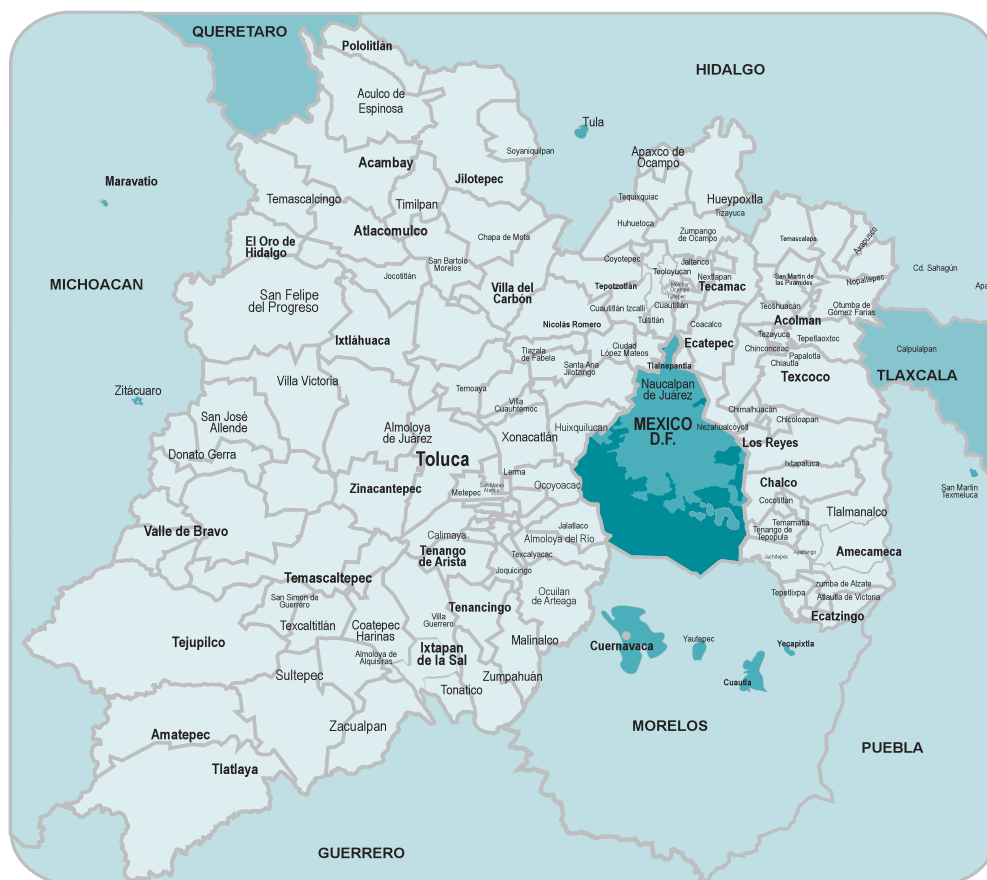 QUERETARO
Pololitlán
HIDALGO
Aculco de
Espinosa
Tula
Soyaniquilpan
Apaxco de
Ocampo
Acambay
Jilotepec
Maravatio
Temascalcingo
Timilpan
Tequixquiac
Hueypoxtla
Tizayuca
Huhuetoca
Atlacomulco
Chapa de Mota
Zumpango
de Ocampo
Temascalapa
Axapusco
El Oro de
Hidalgo
Coyotepec
Jaltenco
San Bartolo
Morelos
Jocotitlán
Teoloyucan
Nextlapan
San Martín de
las Pirámides
Nopaltepec
Cd. Sahagún
MICHOACAN
Villa del
Carbón
Tepotzotlán
Tecamac
Apa
San Felipe
del Progreso
Cuautitlán Izcalli
Cuautitlán
Teotihuacán
Otumba de
Gómez Farías
Nicolás Romero
Tultitlán
Coacalco
Acolman
Ixtláhuaca
Ecatepec
Tezayuca
Tepetlaoxtoc
Tlazala
de Fabela
Ciudad
López Mateos
Chinconcoac
Papalotla
Calpulalpan
Santa Ana
Jilotzingo
Tlalnepantla
Chiautla
Texcoco
TLAXCALA
Villa Victoria
Temoaya
Naucalpan
de Juárez
Zitácuaro
Villa
Cuauhtemoc
Chimalhuacán
San José
Allende
Almoloya
de Juárez
Huixquilucan
MEXICO
D.F.
Nezahualcóyotl
Chicoloapan
Xonacatlán
Los Reyes
Donato Gerra
Toluca
Ixtapaluca
Lerma
Zinacantepec
Metepec
San Mateo
Atenco
Ocoyoacac
Chalco
San Martin
Texmeluca
Cocotitlán
Tlalmanalco
Valle de Bravo
Calimaya
Jalatlaco
Almoloya del Río
Temamatla
Tenango de
Tepopula
Tenango
de Arista
Texcalyacac
Juchitepec
Ayapango
Amecameca
Joquicingo
Temascaltepec
zumba de Alzate
Tepetlixpa
Atlautla de Victoria
Ocuilan
de Arteaga
San Simon de
Guerrero
Tenancingo
Ecatzingo
Texcaltitlán
Coatepec
Harinas
Villa
Guerrero
Tejupilco
Malinalco
Cuernavaca
Yautepec
Yecapixtla
Almoloya de
Alquisiras
Ixtapan
de la Sal
Sultepec
Zumpahuán
Cuautla
Tonatico
Zacualpan
MORELOS
Amatepec
PUEBLA
Tlatlaya
GUERRERO